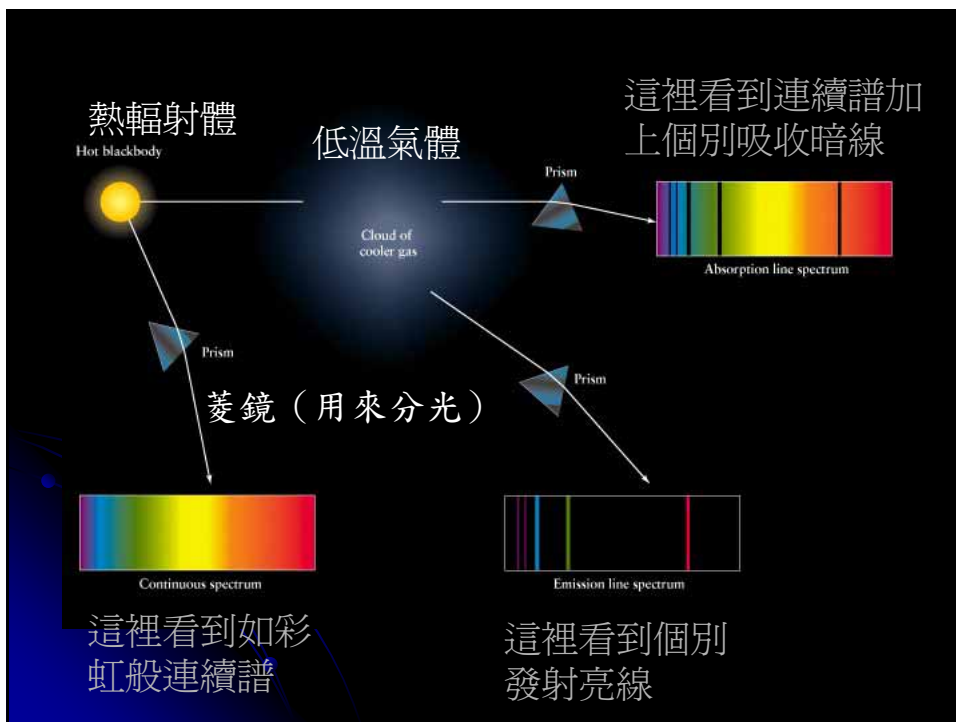 熱輻射體
Hot blackbody
低溫氣體
Cloud of
cooler gas
這裡看到連續譜加
上個別吸收暗線
Prism
Absorption line spectrum
Prism
菱鏡（用來分光）
Prism
Continuous spectrum
這裡看到如彩
虹般連續譜
Emission line spectrum
這裡看到個別
發射亮線